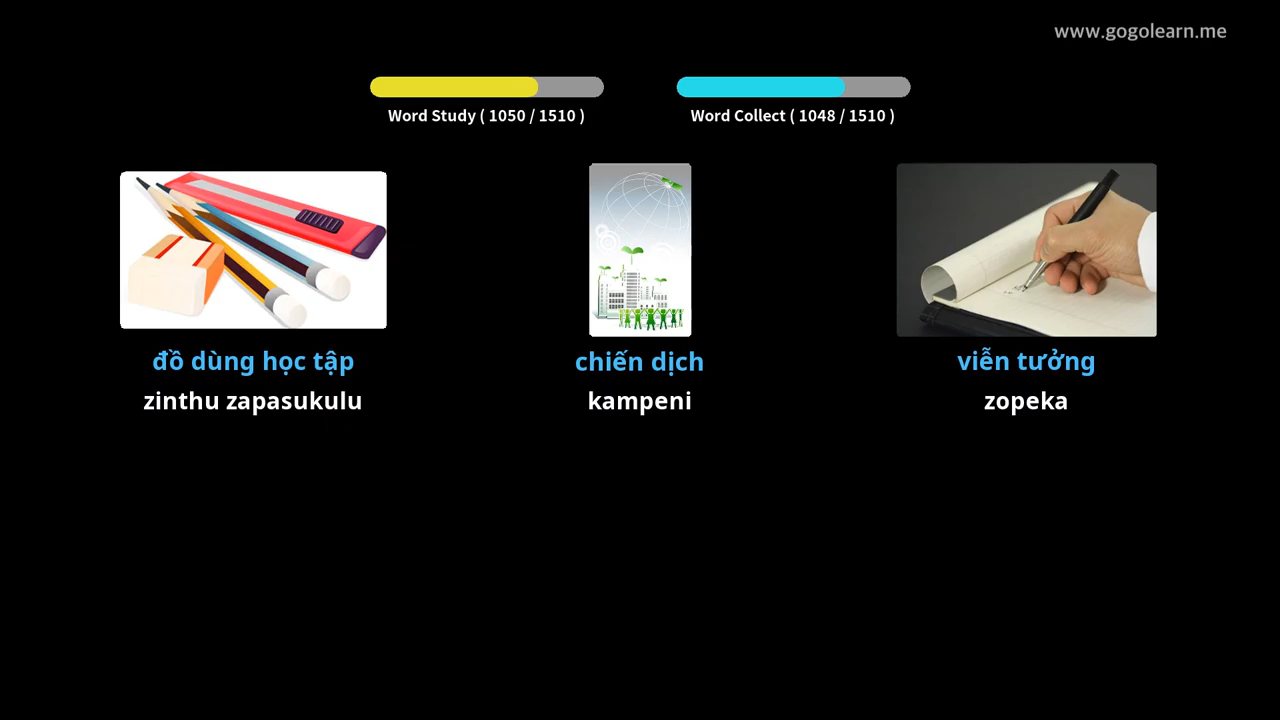 www.gogolearn.me
Word Study ( 1050 / 1510 )
Word Collect ( 1048 / 1510 )
đồ dùng học tập
zinthu zapasukulu
chiến dịch
kampeni
viễn tưởng
zopeka